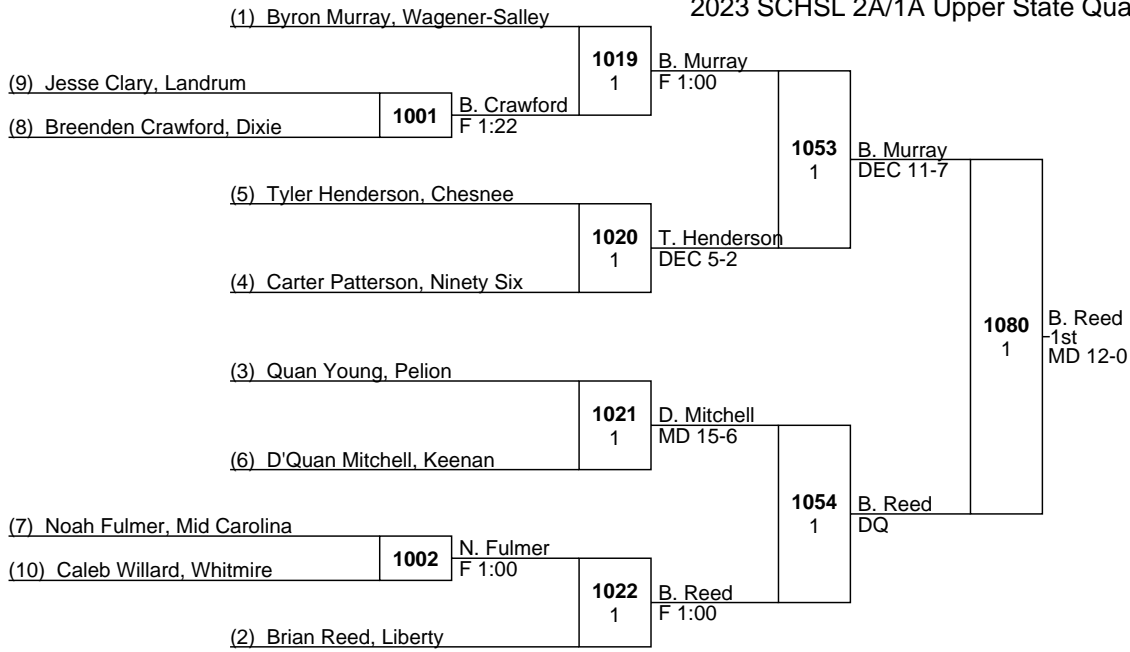 2023 SCHSL 2A/1A Upper State Qua
(1) Byron Murray, Wagener-Salley
1019
1
B. Murray
F 1:00
(9) Jesse Clary, Landrum
1001
B. Crawford
F 1:22
(8) Breenden Crawford, Dixie
1053
1
B. Murray
DEC 11-7
(5) Tyler Henderson, Chesnee
1020
1
T. Henderson
DEC 5-2
(4) Carter Patterson, Ninety Six
1080
1
B. Reed
1st
MD 12-0
(3) Quan Young, Pelion
1021
1
D. Mitchell
MD 15-6
(6) D'Quan Mitchell, Keenan
1054
1
B. Reed
DQ
(7) Noah Fulmer, Mid Carolina
1002
N. Fulmer
F 1:00
(10) Caleb Willard, Whitmire
1022
1
B. Reed
F 1:00
(2) Brian Reed, Liberty